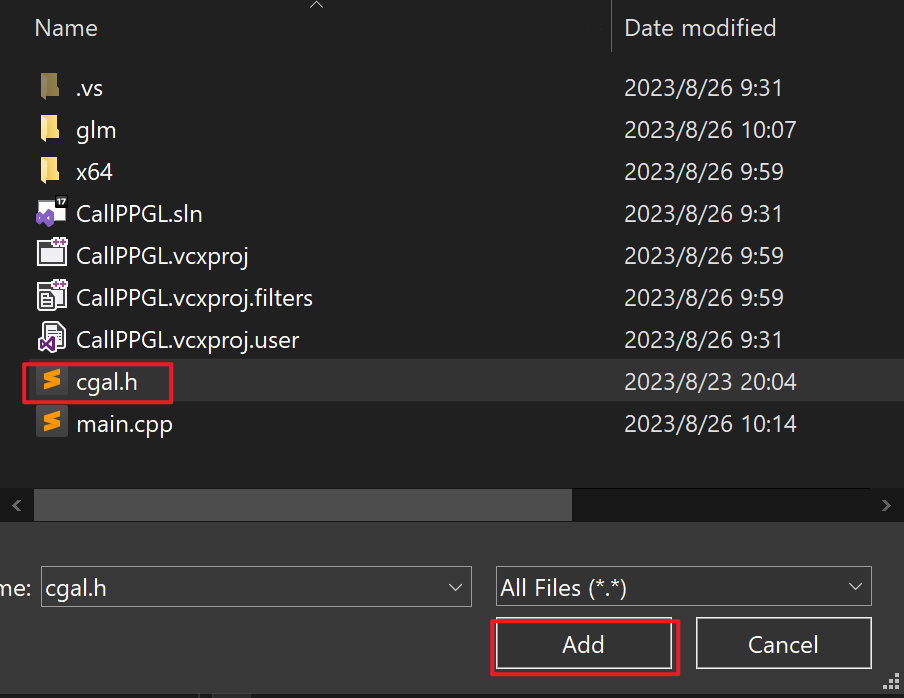 Name Date modified
.vs 2023/8/26 9:31
glm 2023/8/26 10:07
x64 2023/8/26 9:59
17
CallPPGL.sln 2023/8/26 9:31
CallPPGL.vcxproj 2023/8/26 9:59
CallPPGL.vcxproj.filters 2023/8/26 9:59
CallPPGL.vcxproj.user 2023/8/26 9:31
cgal.h 2023/8/23 20:04
main.cpp 2023/8/26 10:14
me: cgal.h All Files (*.*)
Add Cancel